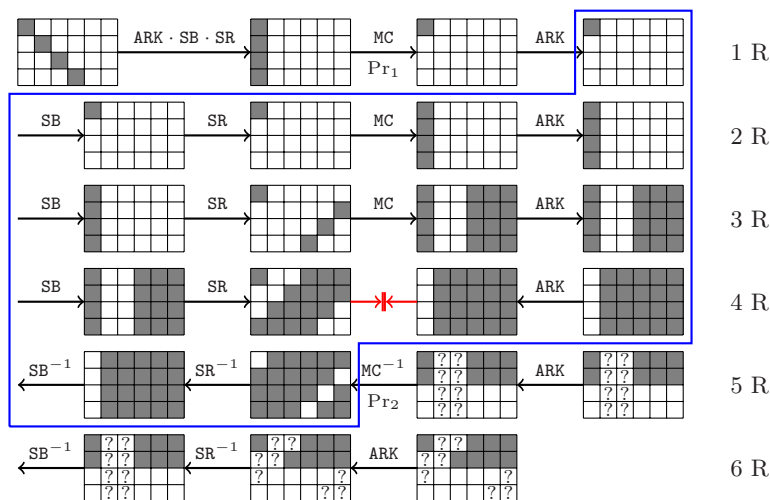 ARK · SB · SR MC ARK 1 R
Pr₁
SB SR MC ARK 2 R
SB SR MC ARK 3 R
SB SR ARK 4 R
SB⁻¹ SR⁻¹ MC⁻¹ ? ? ARK ? ? 5 R
Pr₂ ? ? ? ?
? ? ? ?
? ? ? ?
SB⁻¹ ? ? SR⁻¹ ? ? ARK ? ? 6 R
? ? ? ? ? ?
? ? ? ? ? ?
? ? ? ? ? ?